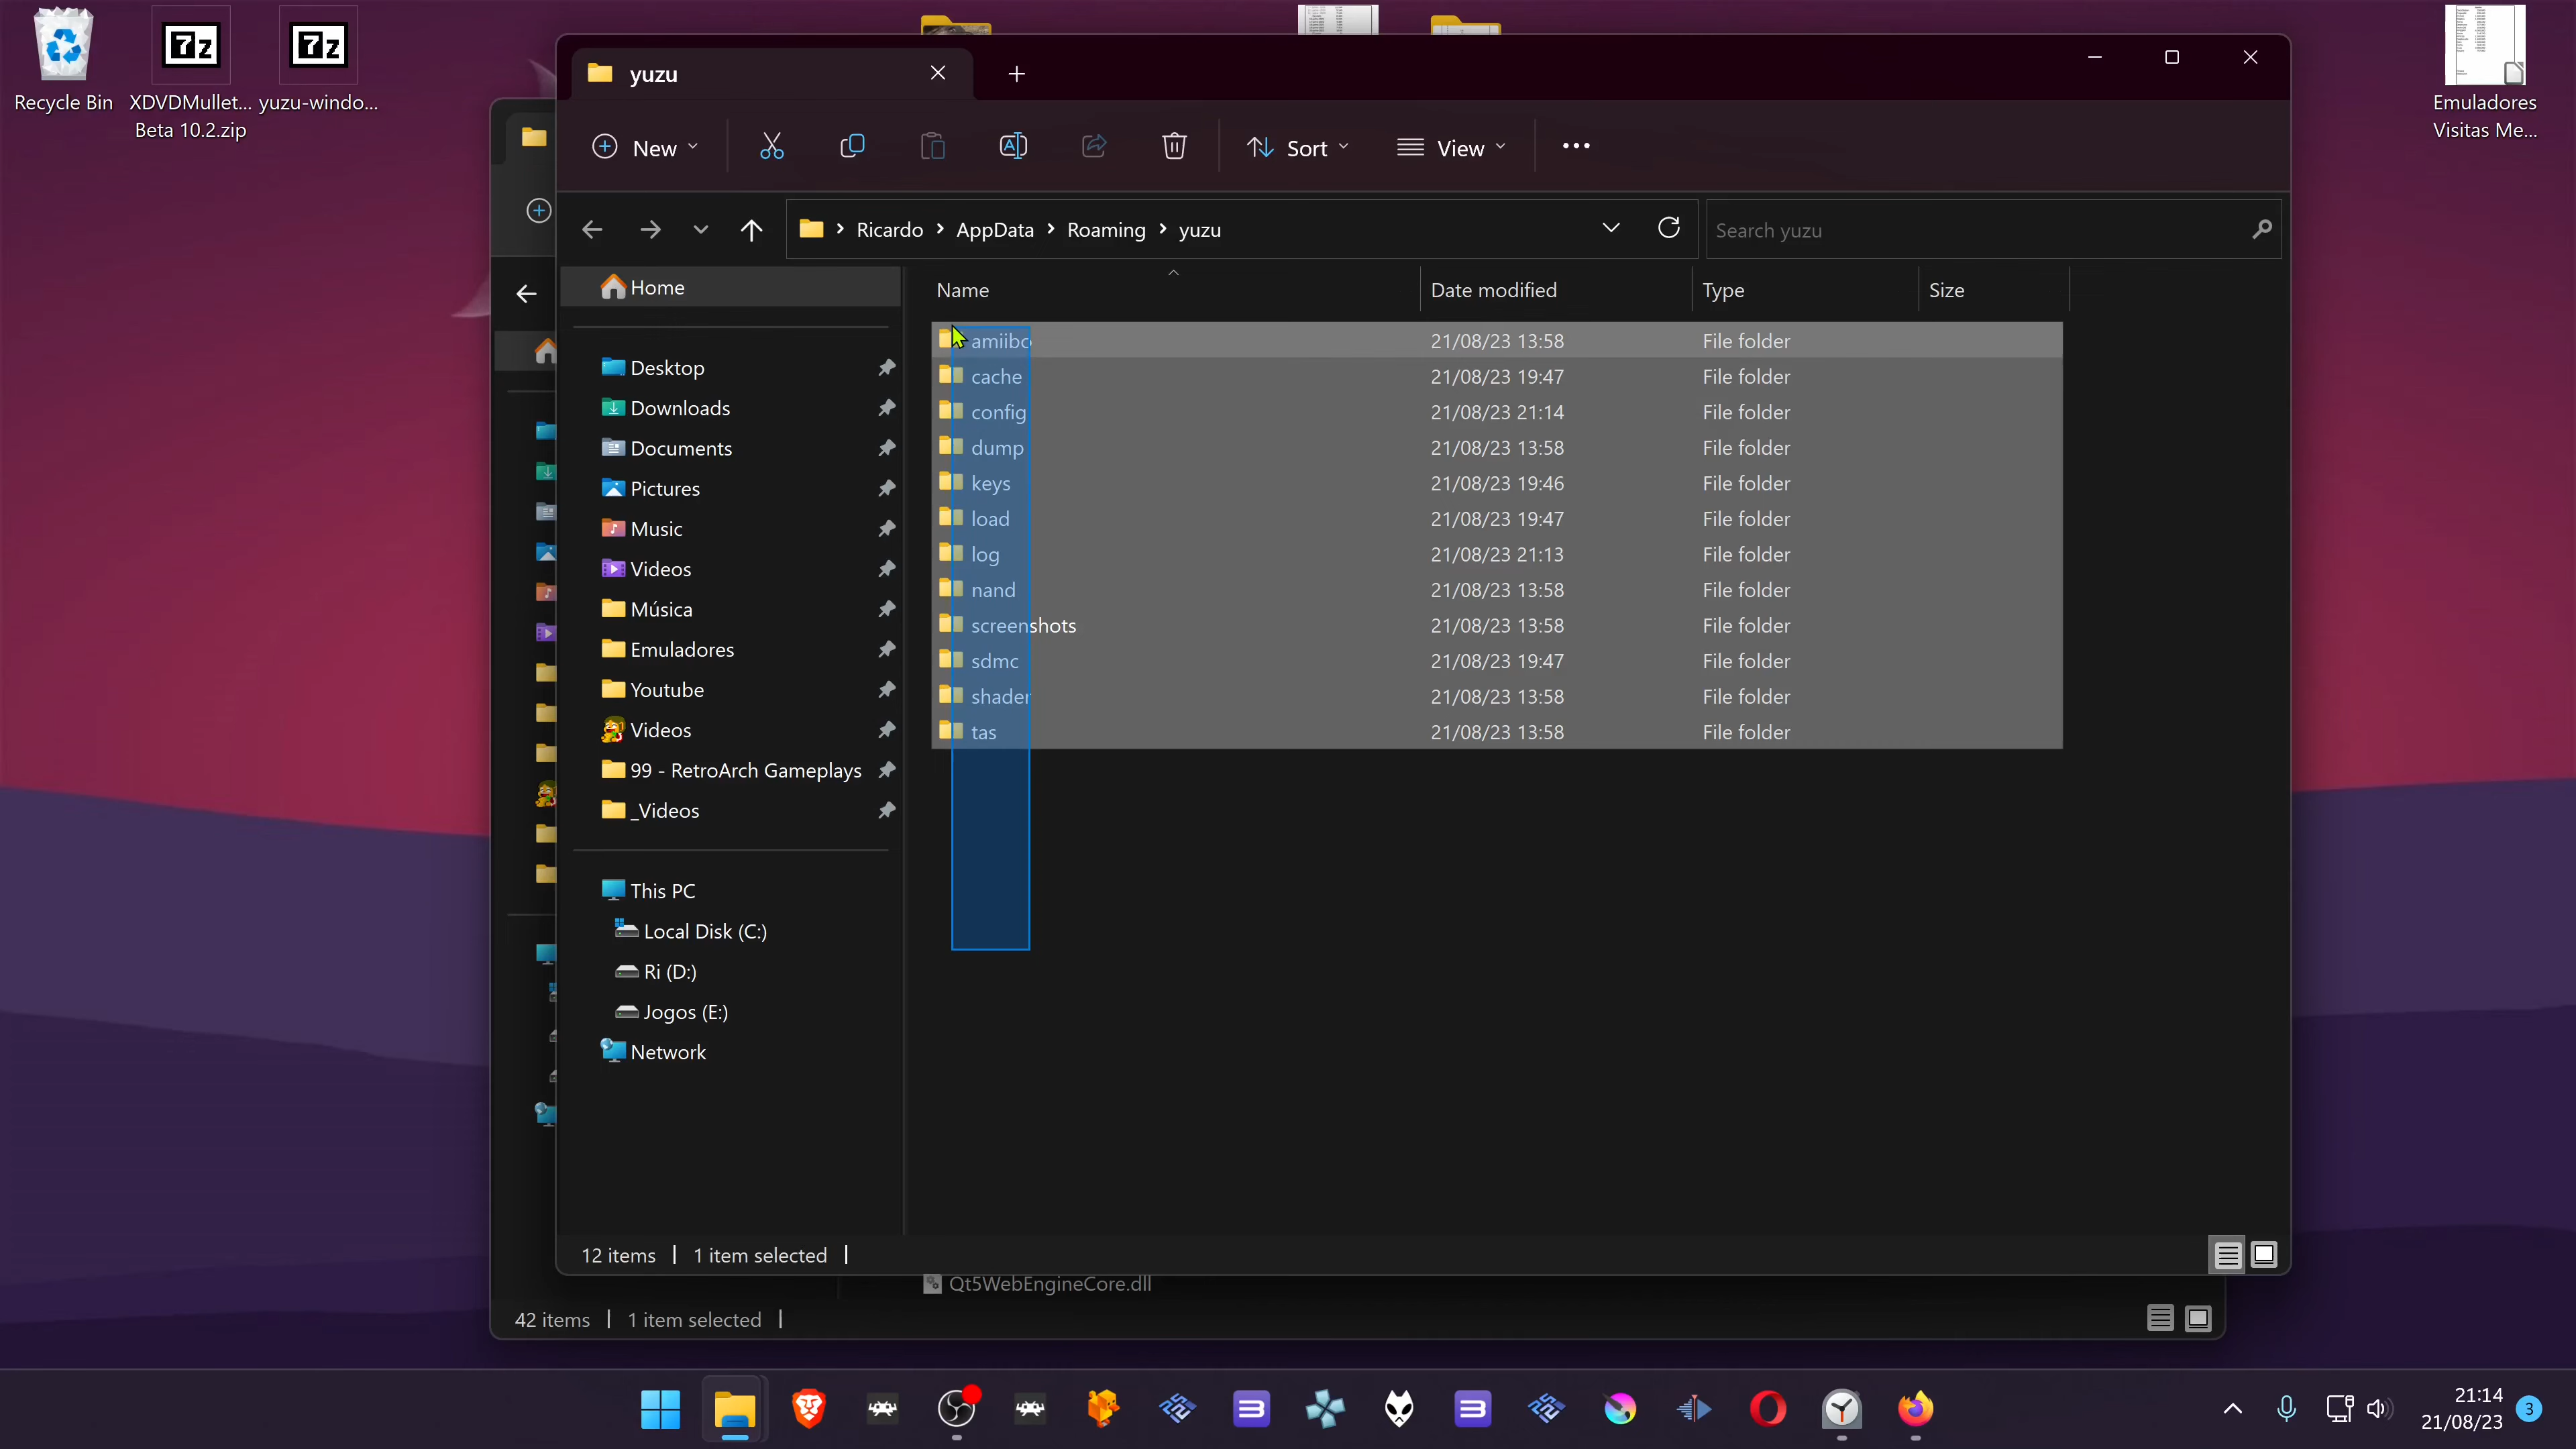 Recycle Bin
XDVDMullet...
Beta 10.2.zip
yuzu-windo...
Emuladores
Visitas Me...
yuzu
New
Sort
View
Ricardo
AppData
Roaming
yuzu
Search yuzu
Home
Desktop
Downloads
Documents
Pictures
Music
Videos
Música
Emuladores
Youtube
Videos
99 - RetroArch Gameplays
_Videos
This PC
Local Disk (C:)
Ri (D:)
Jogos (E:)
Network
Name Date modified Type Size
amiibo 21/08/23 13:58 File folder
cache 21/08/23 19:47 File folder
config 21/08/23 21:14 File folder
dump 21/08/23 13:58 File folder
keys 21/08/23 19:46 File folder
load 21/08/23 19:47 File folder
log 21/08/23 21:13 File folder
nand 21/08/23 13:58 File folder
screenshots 21/08/23 13:58 File folder
sdmc 21/08/23 19:47 File folder
shader 21/08/23 13:58 File folder
tas 21/08/23 13:58 File folder
12 items 1 item selected
Qt5WebEngineCore.dll
42 items 1 item selected
21:14
21/08/23
3